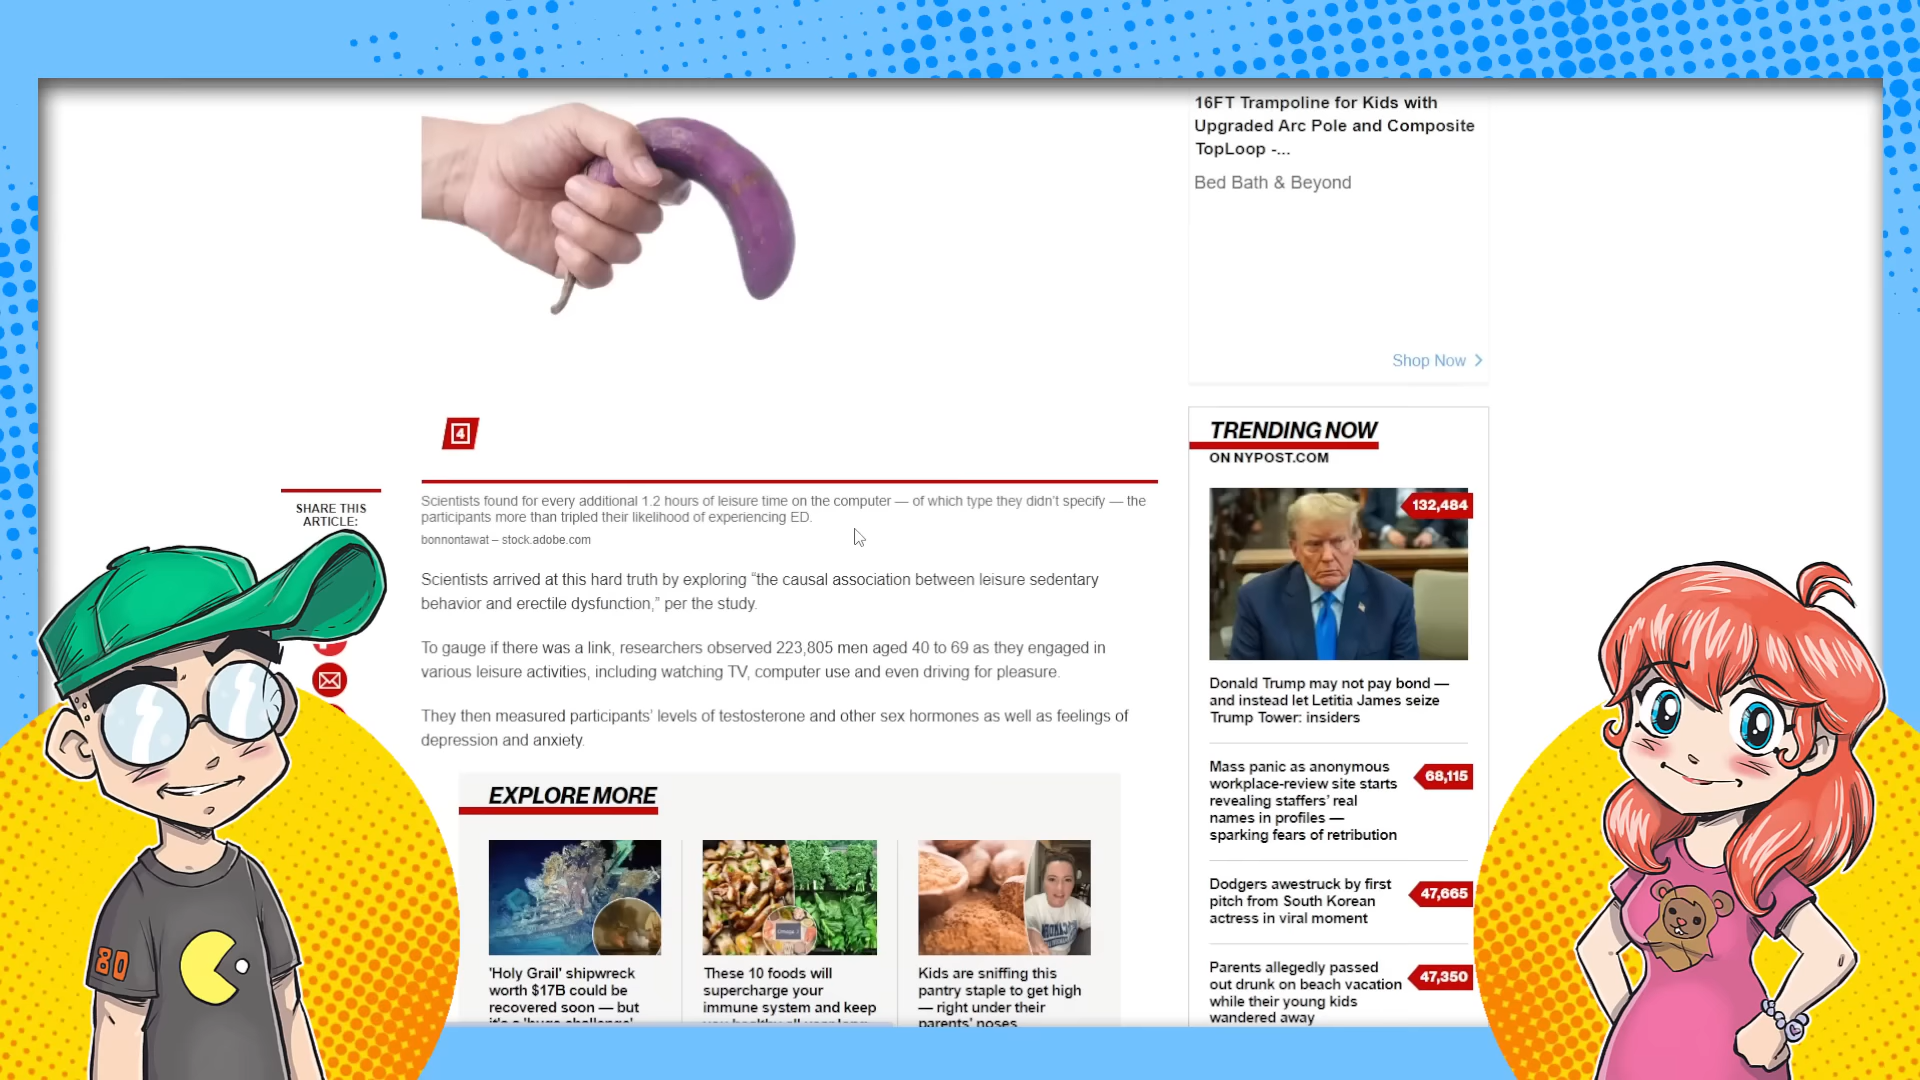 16FT Trampoline for Kids with
Upgraded Arc Pole and Composite
TopLoop -...
Bed Bath & Beyond
Shop Now
4
SHARE THIS
ARTICLE:
Scientists found for every additional 1.2 hours of leisure time on the computer — of which type they didn't specify — the
participants more than tripled their likelihood of experiencing ED.
bonnontawat – stock.adobe.com
Scientists arrived at this hard truth by exploring “the causal association between leisure sedentary
behavior and erectile dysfunction,” per the study.
To gauge if there was a link, researchers observed 223,805 men aged 40 to 69 as they engaged in
various leisure activities, including watching TV, computer use and even driving for pleasure.
They then measured participants’ levels of testosterone and other sex hormones as well as feelings of
depression and anxiety.
EXPLORE MORE
'Holy Grail' shipwreck
worth $17B could be
recovered soon — but
it's a 'huge challenge'
These 10 foods will
supercharge your
immune system and keep
you healthy all year long
Kids are sniffing this
pantry staple to get high
— right under their
parents' noses
TRENDING NOW
ON NYPOST.COM
132,484
Donald Trump may not pay bond —
and instead let Letitia James seize
Trump Tower: insiders
Mass panic as anonymous
workplace-review site starts
revealing staffers’ real
names in profiles —
sparking fears of retribution
68,115
Dodgers awestruck by first
pitch from South Korean
actress in viral moment
47,665
Parents allegedly passed
out drunk on beach vacation
while their young kids
wandered away
47,350
80